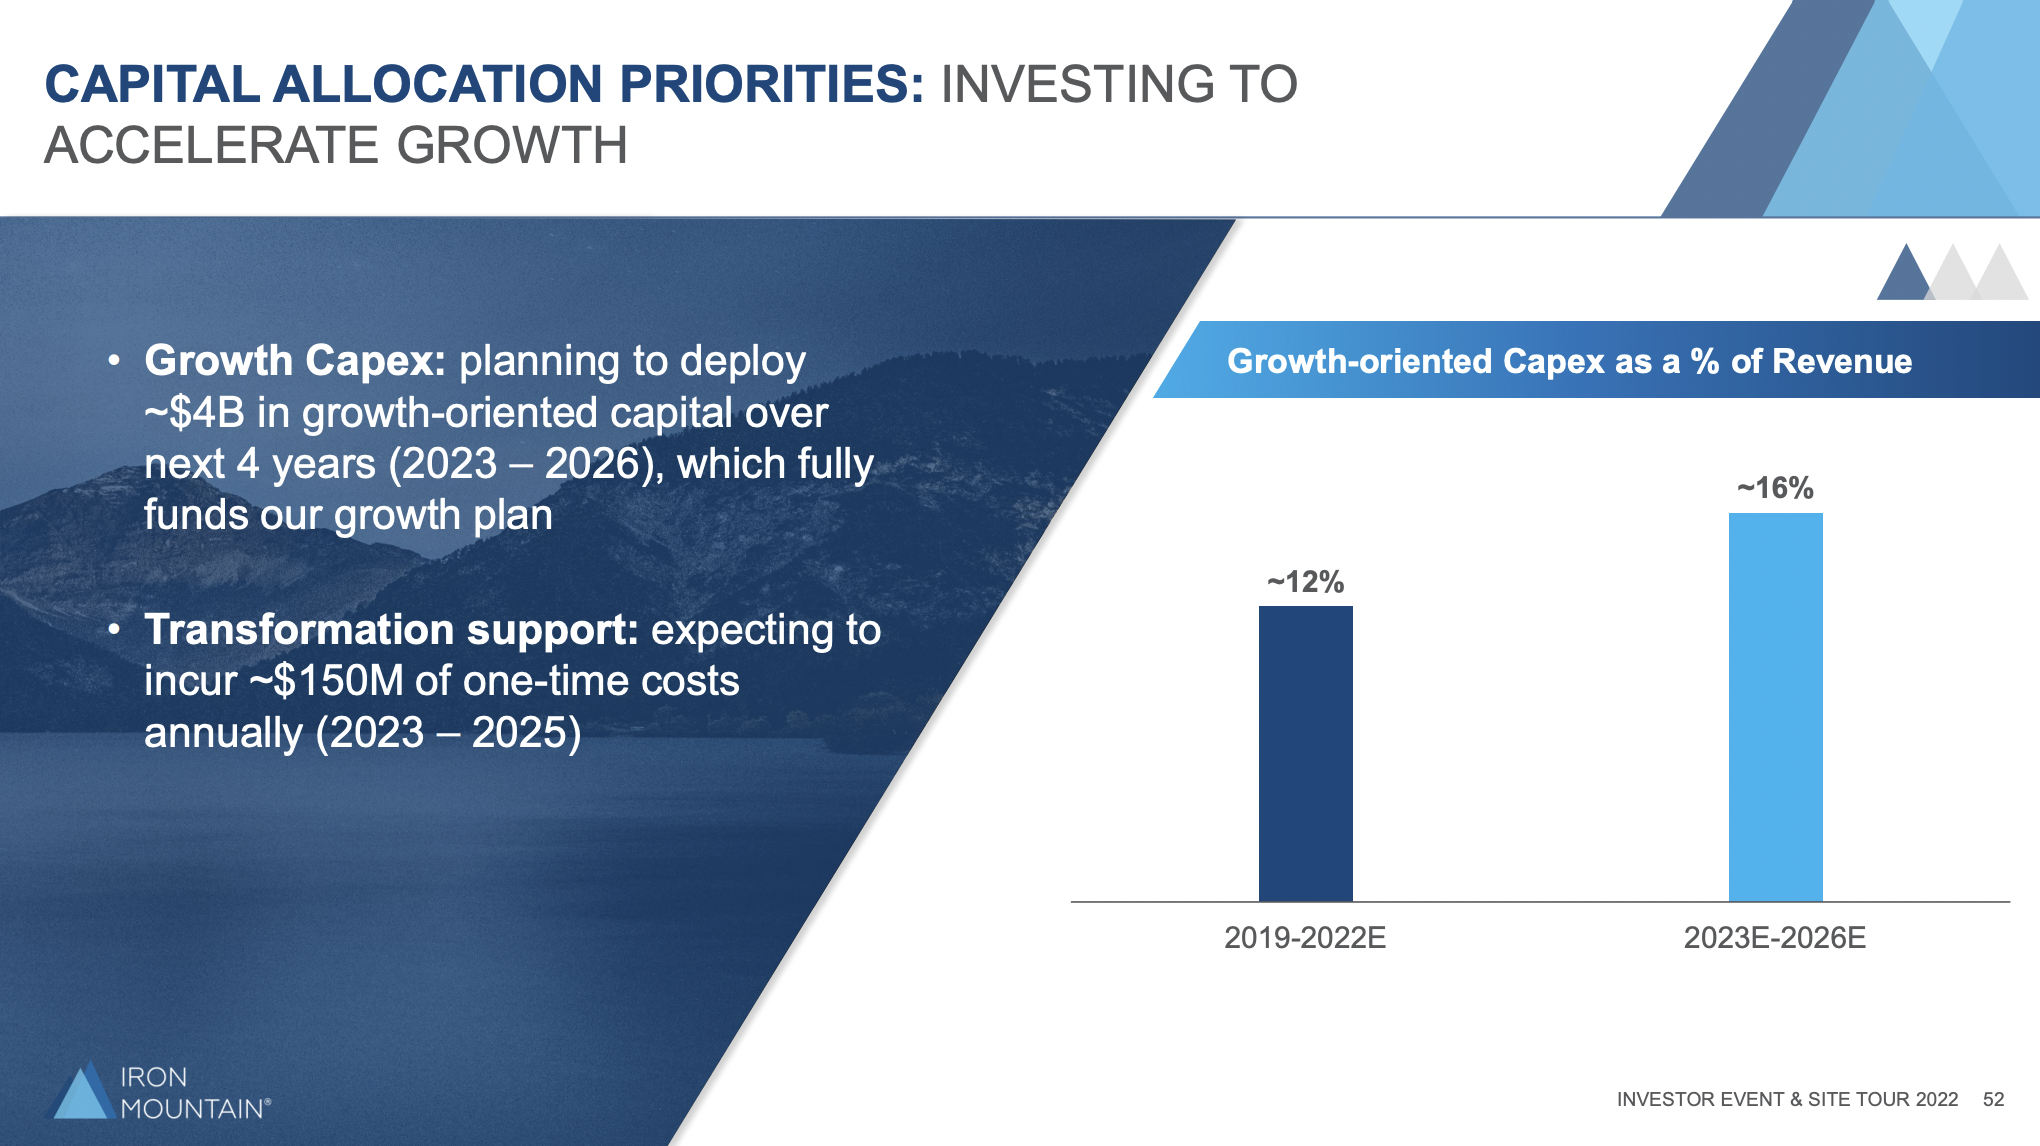 CAPITAL ALLOCATION PRIORITIES: INVESTING TO
ACCELERATE GROWTH
• Growth Capex: planning to deploy
~$4B in growth-oriented capital over
next 4 years (2023 – 2026), which fully
funds our growth plan
• Transformation support: expecting to
incur ~$150M of one-time costs
annually (2023 – 2025)
Growth-oriented Capex as a % of Revenue
~12%
~16%
2019-2022E
2023E-2026E
IRON
MOUNTAIN®
INVESTOR EVENT & SITE TOUR 2022 52